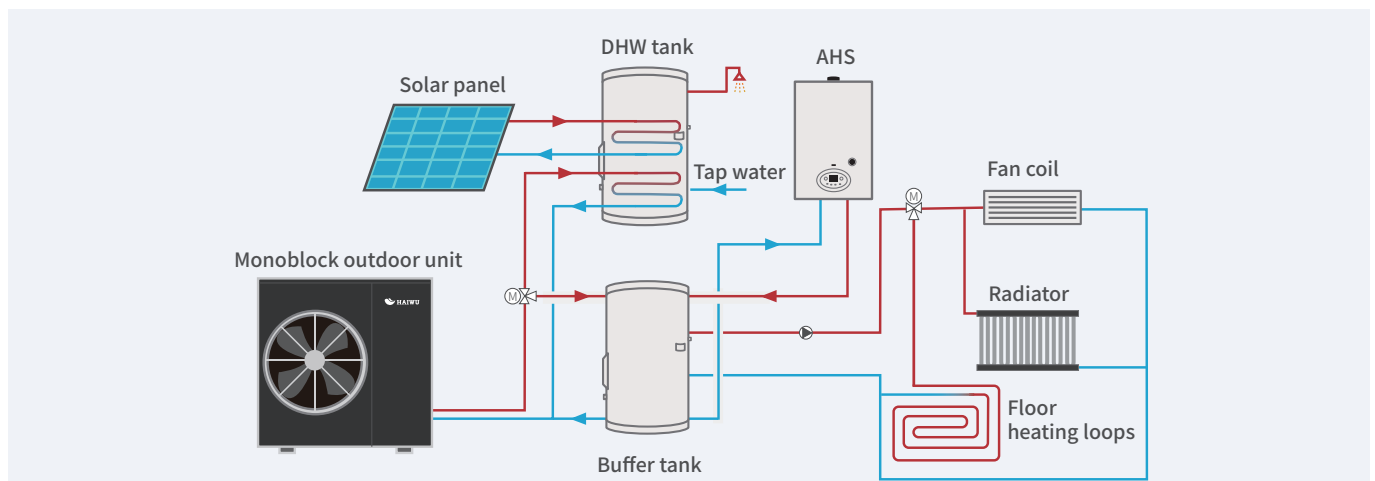 DHW tank
AHS
Solar panel
Tap water
Fan coil
M
Monoblock outdoor unit
HAIWU
M
Radiator
Floor
heating loops
Buffer tank